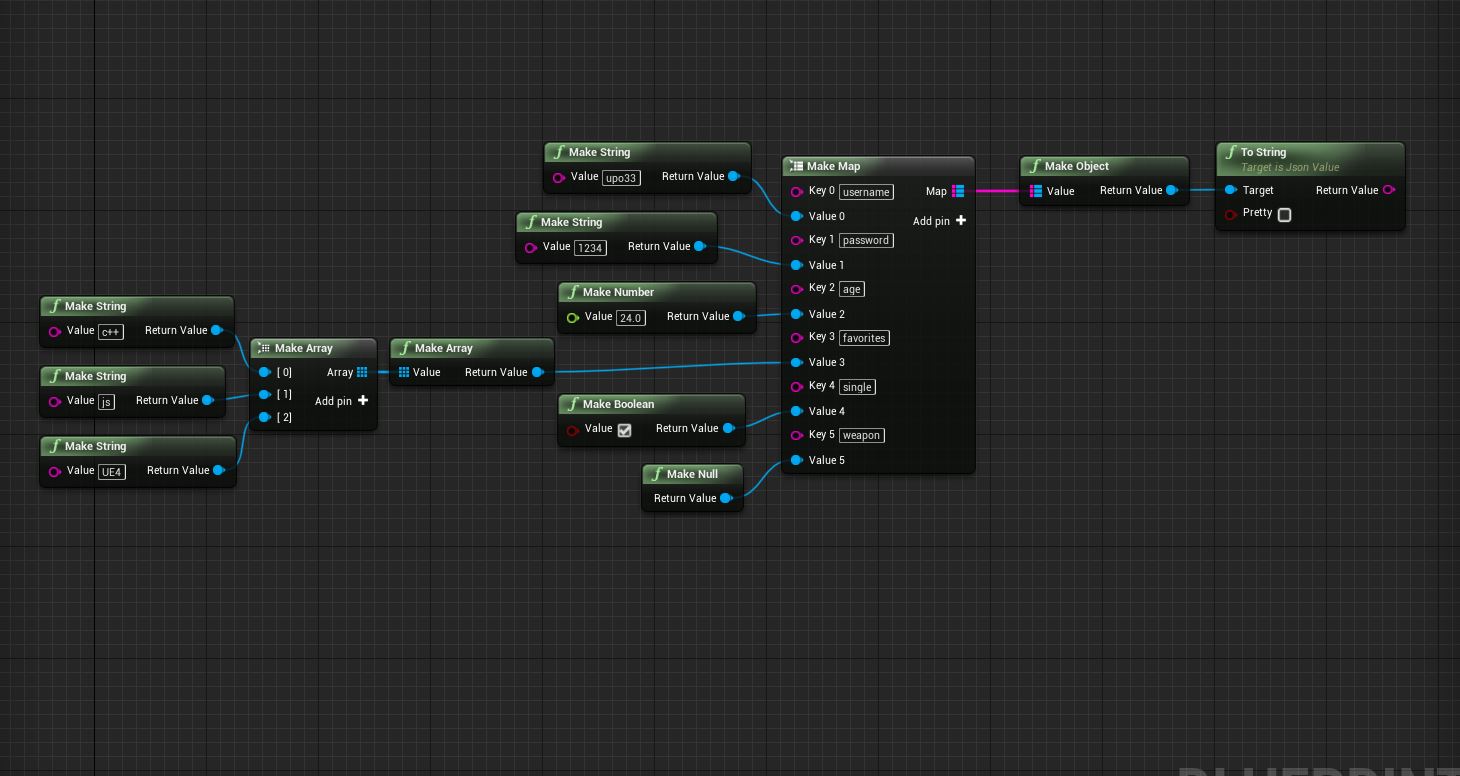 Make String
Value upo33 Return Value
Make String
Value 1234 Return Value
Make Number
Value 24.0 Return Value
Make String
Value c++ Return Value
Make String
Value js Return Value
Make String
Value UE4 Return Value
Make Array
[ 0] Array
[ 1] Add pin
[ 2]
Make Array
Value Return Value
Make Boolean
Value Return Value
Make Null
Return Value
Make Map
Key 0 username Map
Value 0 Add pin
Key 1 password
Value 1
Key 2 age
Value 2
Key 3 favorites
Value 3
Key 4 single
Value 4
Key 5 weapon
Value 5
Make Object
Value Return Value
To String
Target is Json Value
Target Return Value
Pretty
BLUEPRINT